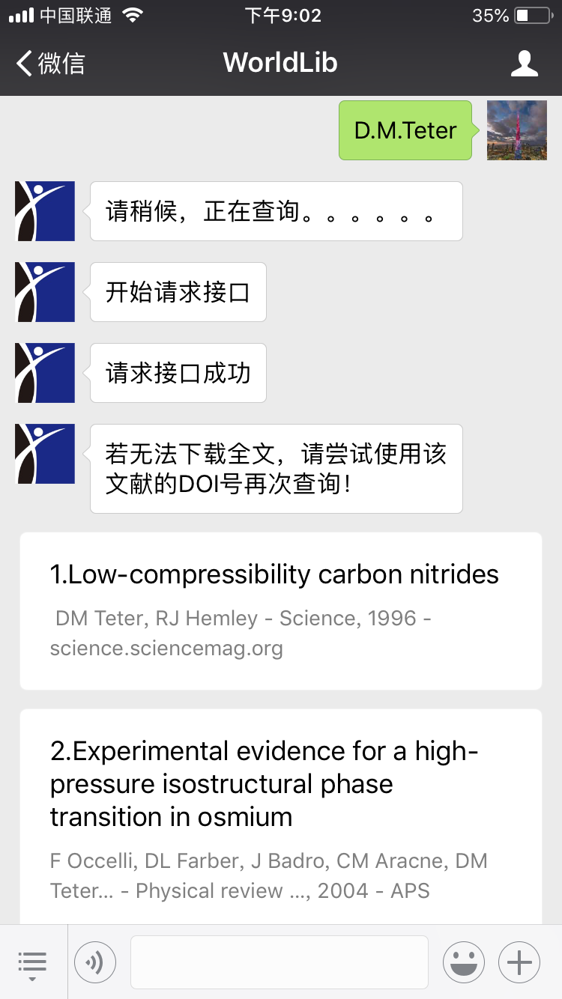 中国联通
下午9:02
35%
微信
WorldLib
D.M.Teter
请稍候，正在查询。。。。。。
开始请求接口
请求接口成功
若无法下载全文，请尝试使用该
文献的DOI号再次查询！
1.Low-compressibility carbon nitrides
DM Teter, RJ Hemley - Science, 1996 -
science.sciencemag.org
2.Experimental evidence for a high-
pressure isostructural phase
transition in osmium
F Occelli, DL Farber, J Badro, CM Aracne, DM
Teter... - Physical review ..., 2004 - APS